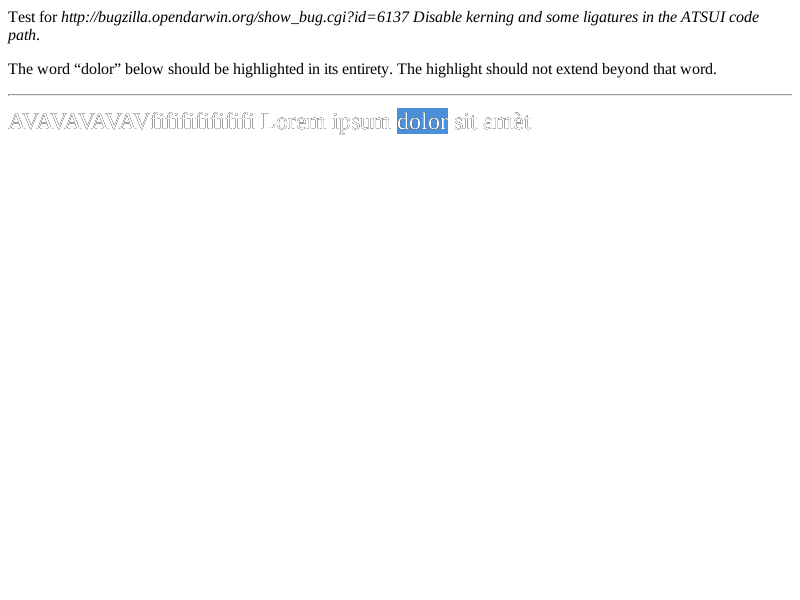 Test for http://bugzilla.opendarwin.org/show_bug.cgi?id=6137 Disable kerning and some ligatures in the ATSUI code
path.
The word “dolor” below should be highlighted in its entirety. The highlight should not extend beyond that word.
AVAVAVAVAVfifififififififi Lorem ipsum dolor sit amèt